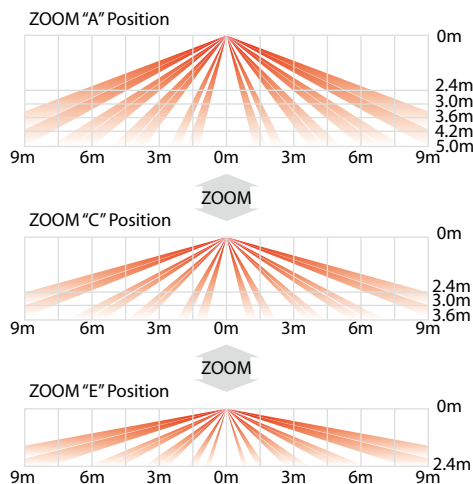 ZOOM “A” Position
0m
2.4m
3.0m
3.6m
4.2m
5.0m
9m 6m 3m 0m 3m 6m 9m
ZOOM
ZOOM “C” Position
0m
2.4m
3.0m
3.6m
9m 6m 3m 0m 3m 6m 9m
ZOOM
ZOOM “E” Position
0m
2.4m
9m 6m 3m 0m 3m 6m 9m